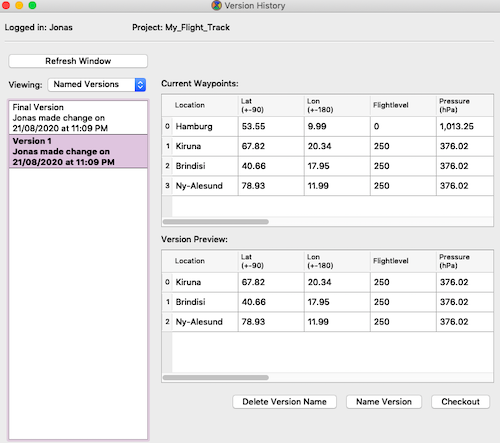 Version History
Logged in: Jonas Project: My_Flight_Track
Refresh Window
Viewing: Named Versions
Final Version
Jonas made change on
21/08/2020 at 11:09 PM
Version 1
Jonas made change on
21/08/2020 at 11:09 PM
Current Waypoints:
Location Lat (+-90) Lon (+-180) Flightlevel Pressure (hPa)
0 Hamburg 53.55 9.99 0 1,013.25
1 Kiruna 67.82 20.34 250 376.02
2 Brindisi 40.66 17.95 250 376.02
3 Ny-Alesund 78.93 11.99 250 376.02
Version Preview:
Location Lat (+-90) Lon (+-180) Flightlevel Pressure (hPa)
0 Kiruna 67.82 20.34 250 376.02
1 Brindisi 40.66 17.95 250 376.02
2 Ny-Alesund 78.93 11.99 250 376.02
Delete Version Name Name Version Checkout